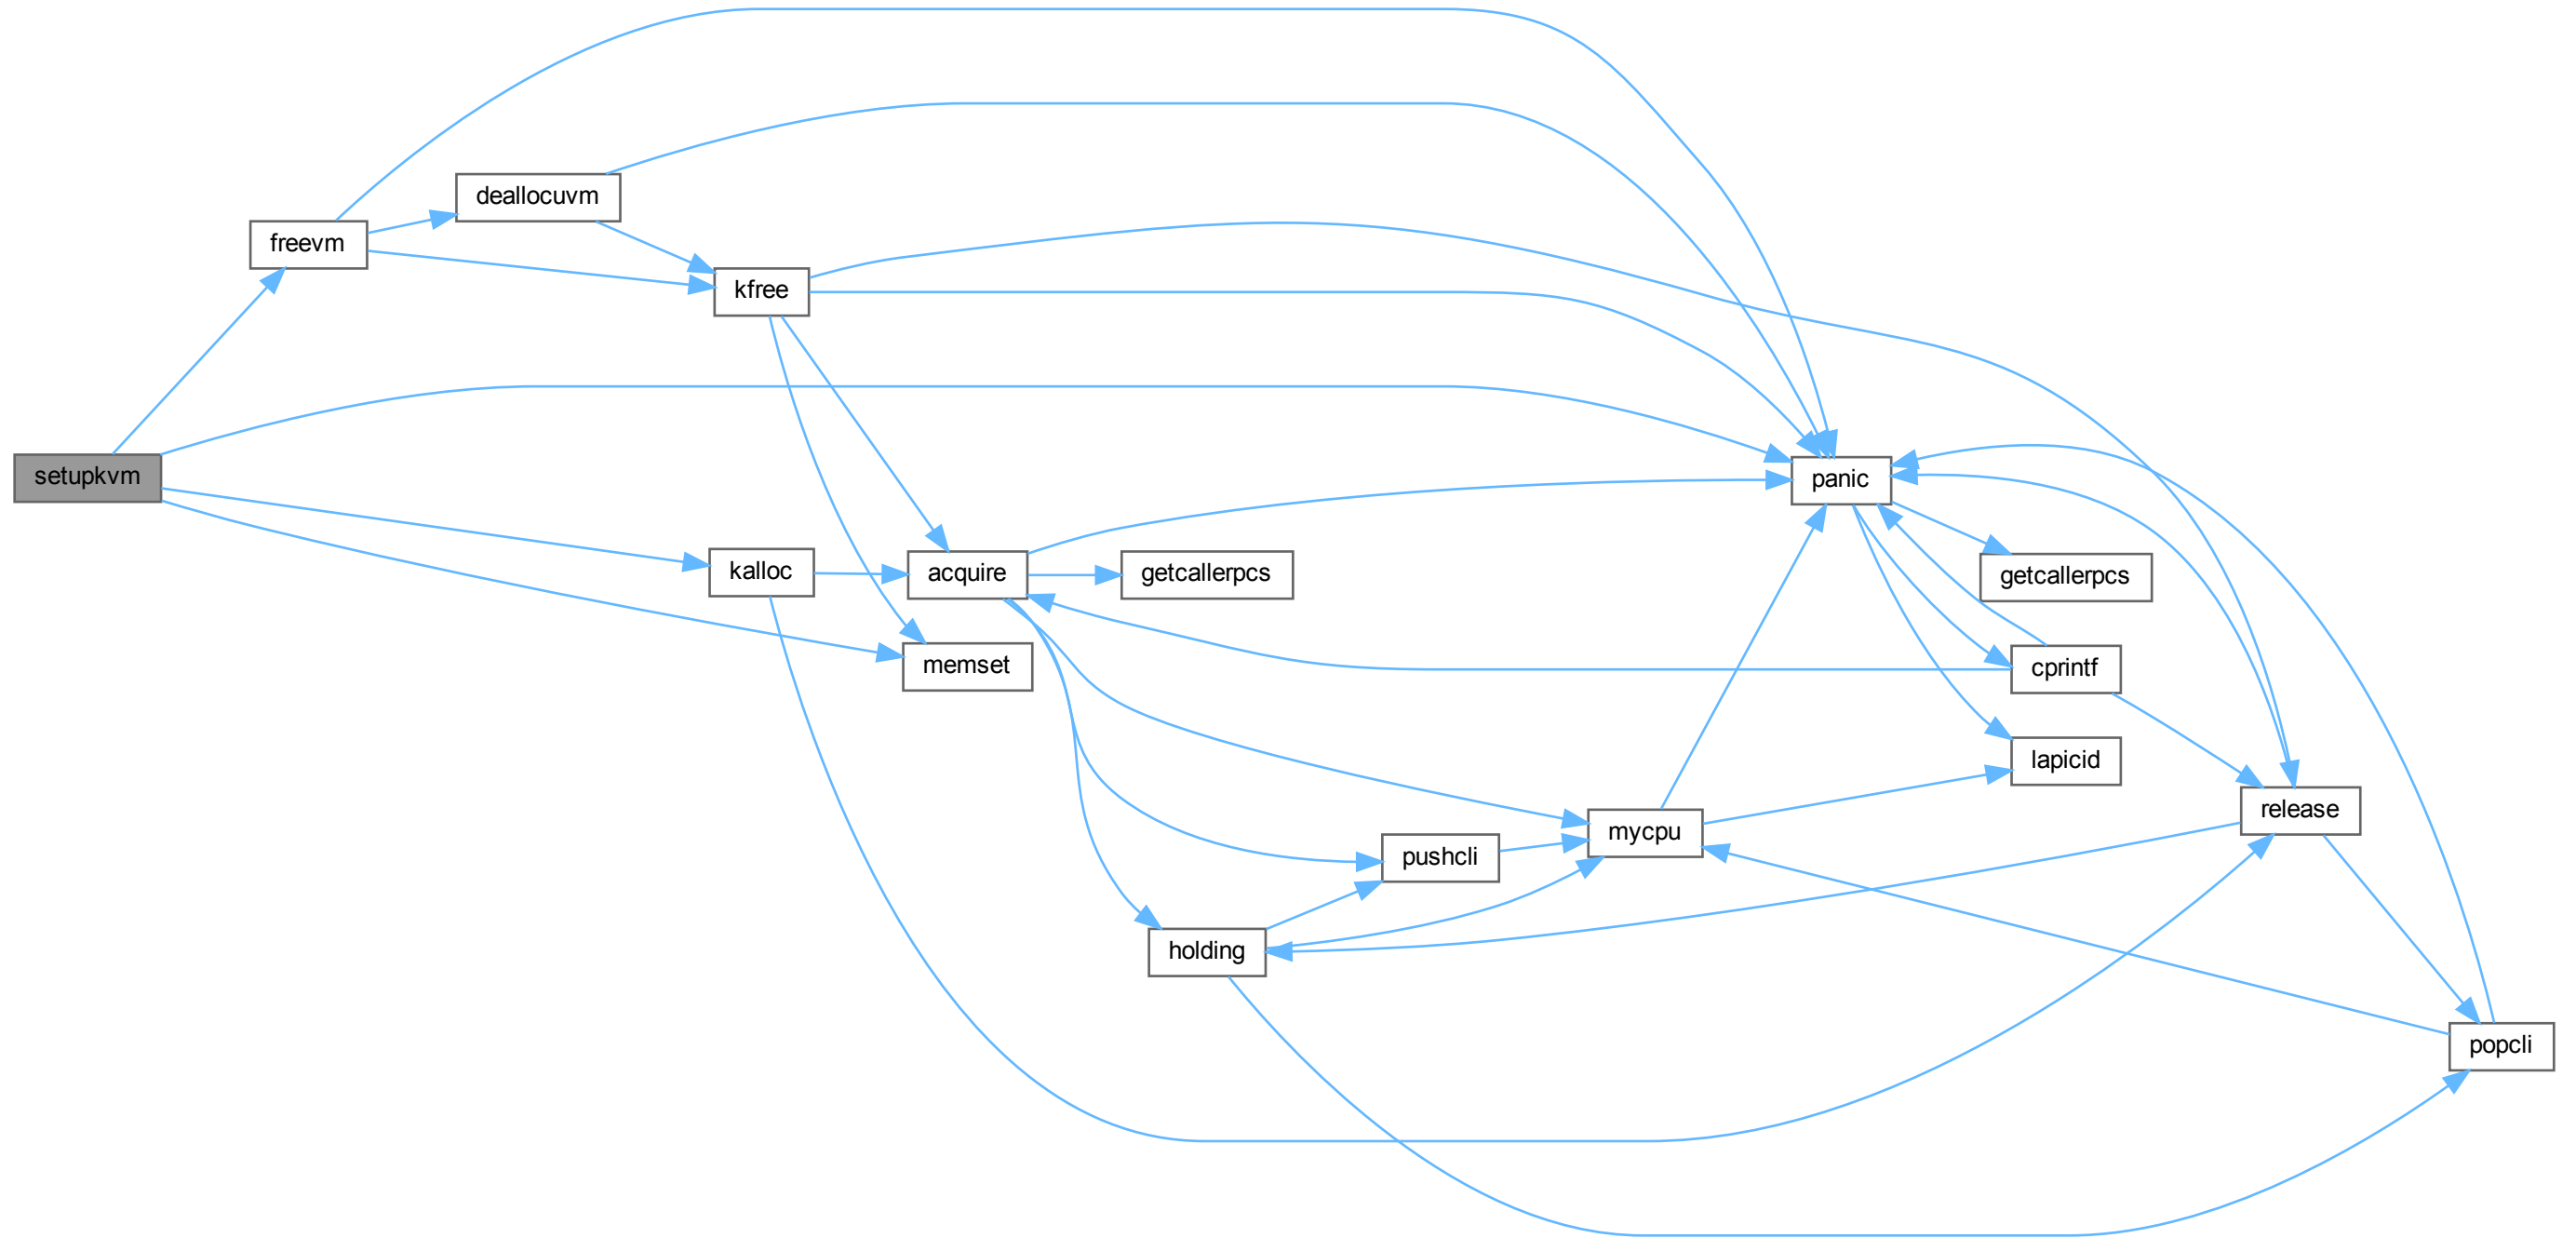 setupkvm
freevm
deallocuvm
kfree
kalloc
acquire
memset
getcallerpcs
holding
pushcli
mycpu
panic
getcallerpcs
cprintf
lapicid
release
popcli